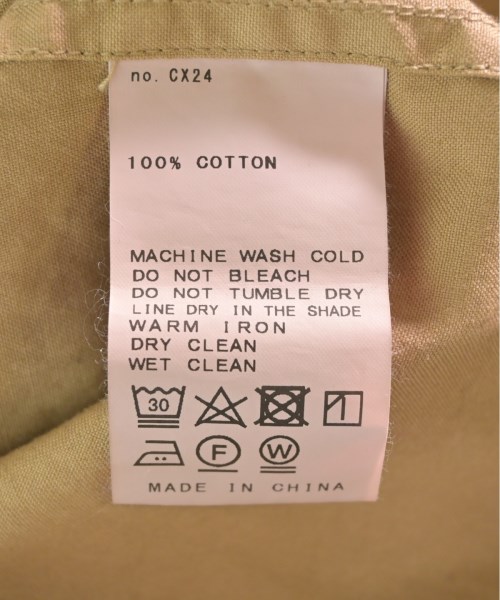 no. CX24
100% COTTON
MACHINE WASH COLD
DO NOT BLEACH
DO NOT TUMBLE DRY
LINE DRY IN THE SHADE
WARM IRON
DRY CLEAN
WET CLEAN
30
F W
MADE IN CHINA